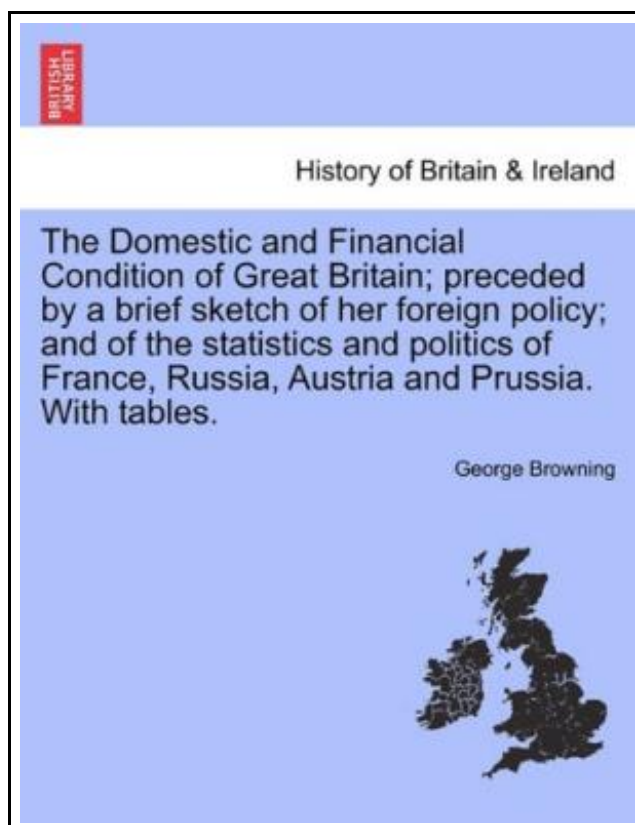 BRITISH
LIBRARY
History of Britain & Ireland
The Domestic and Financial
Condition of Great Britain; preceded
by a brief sketch of her foreign policy;
and of the statistics and politics of
France, Russia, Austria and Prussia.
With tables.
George Browning